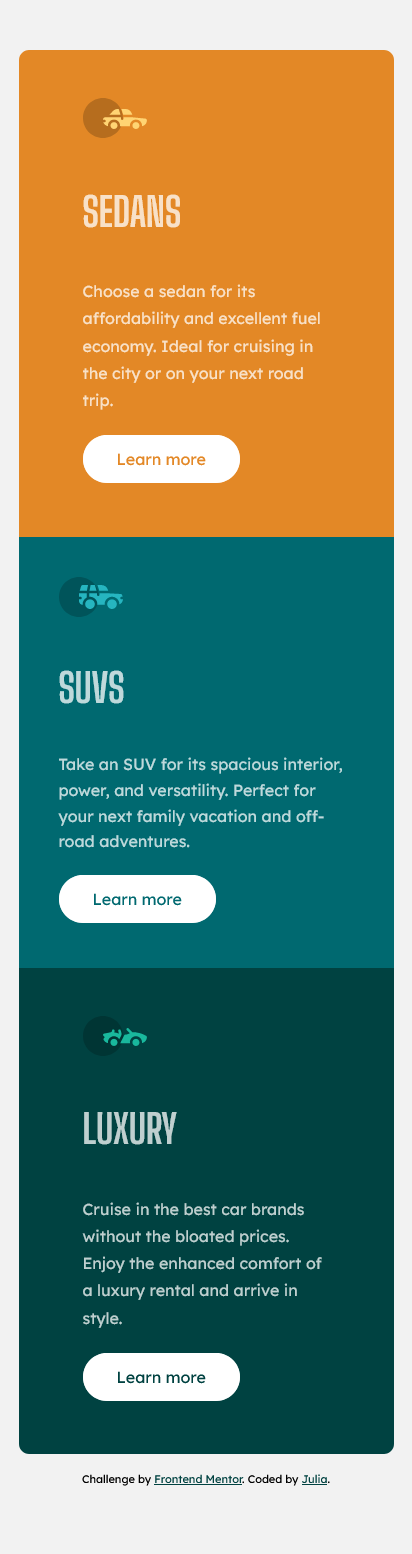 SEDANS
Choose a sedan for its
affordability and excellent fuel
economy. Ideal for cruising in
the city or on your next road
trip.
Learn more
SUVS
Take an SUV for its spacious interior,
power, and versatility. Perfect for
your next family vacation and off-
road adventures.
Learn more
LUXURY
Cruise in the best car brands
without the bloated prices.
Enjoy the enhanced comfort of
a luxury rental and arrive in
style.
Learn more
Challenge by Frontend Mentor. Coded by Julia.